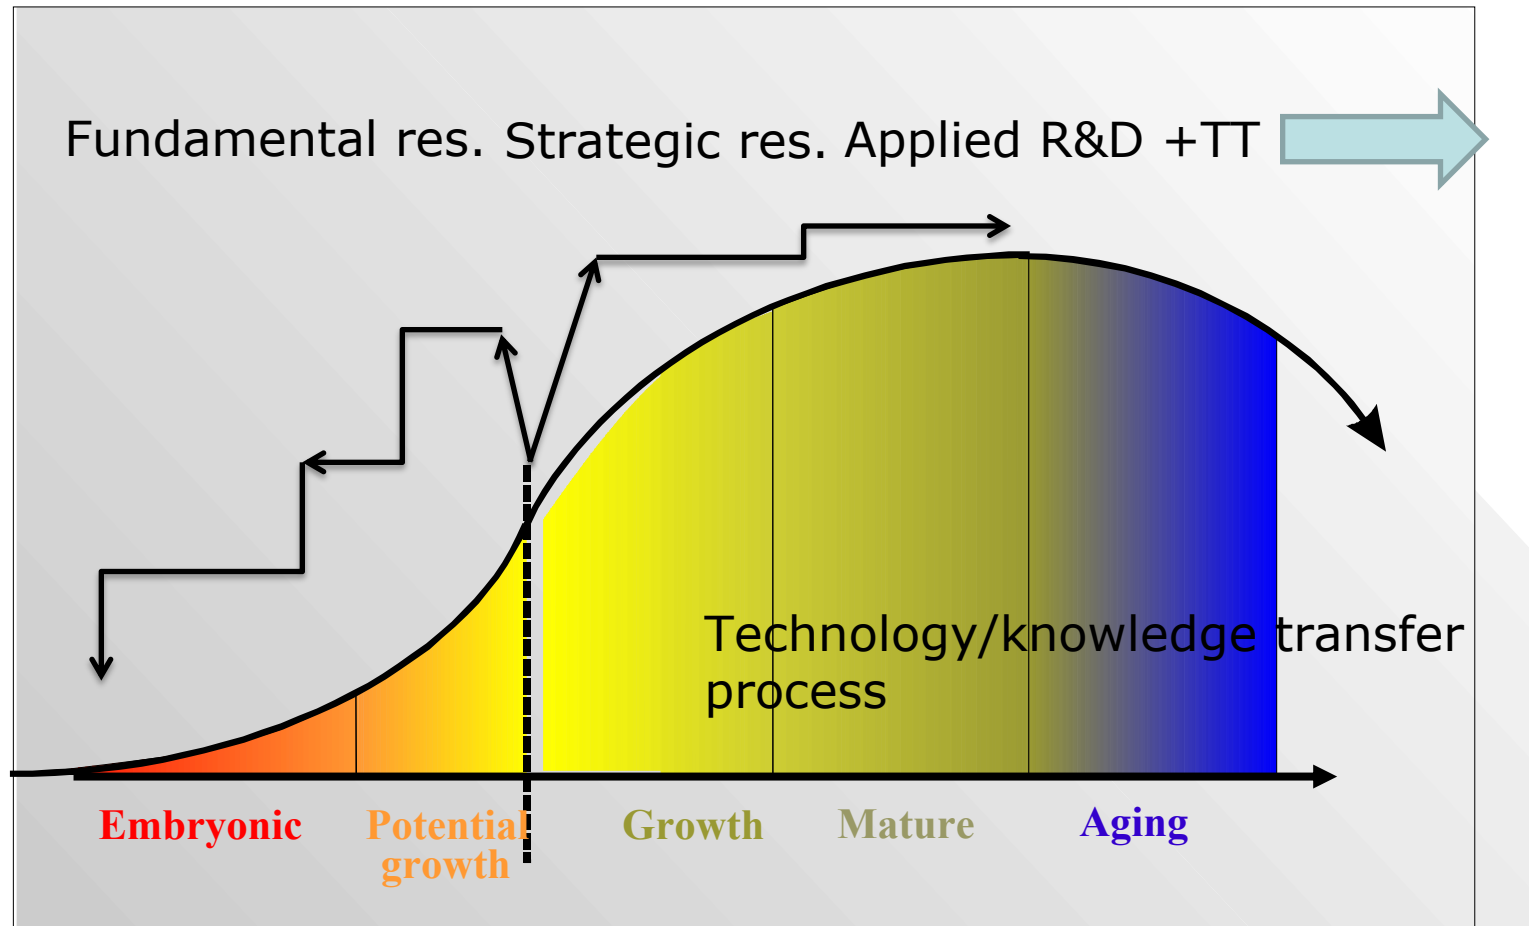 Fundamental res. Strategic res. Applied R&D +TT
Technology/knowledge transfer
process
Embryonic Potential Growth Mature Aging
growth